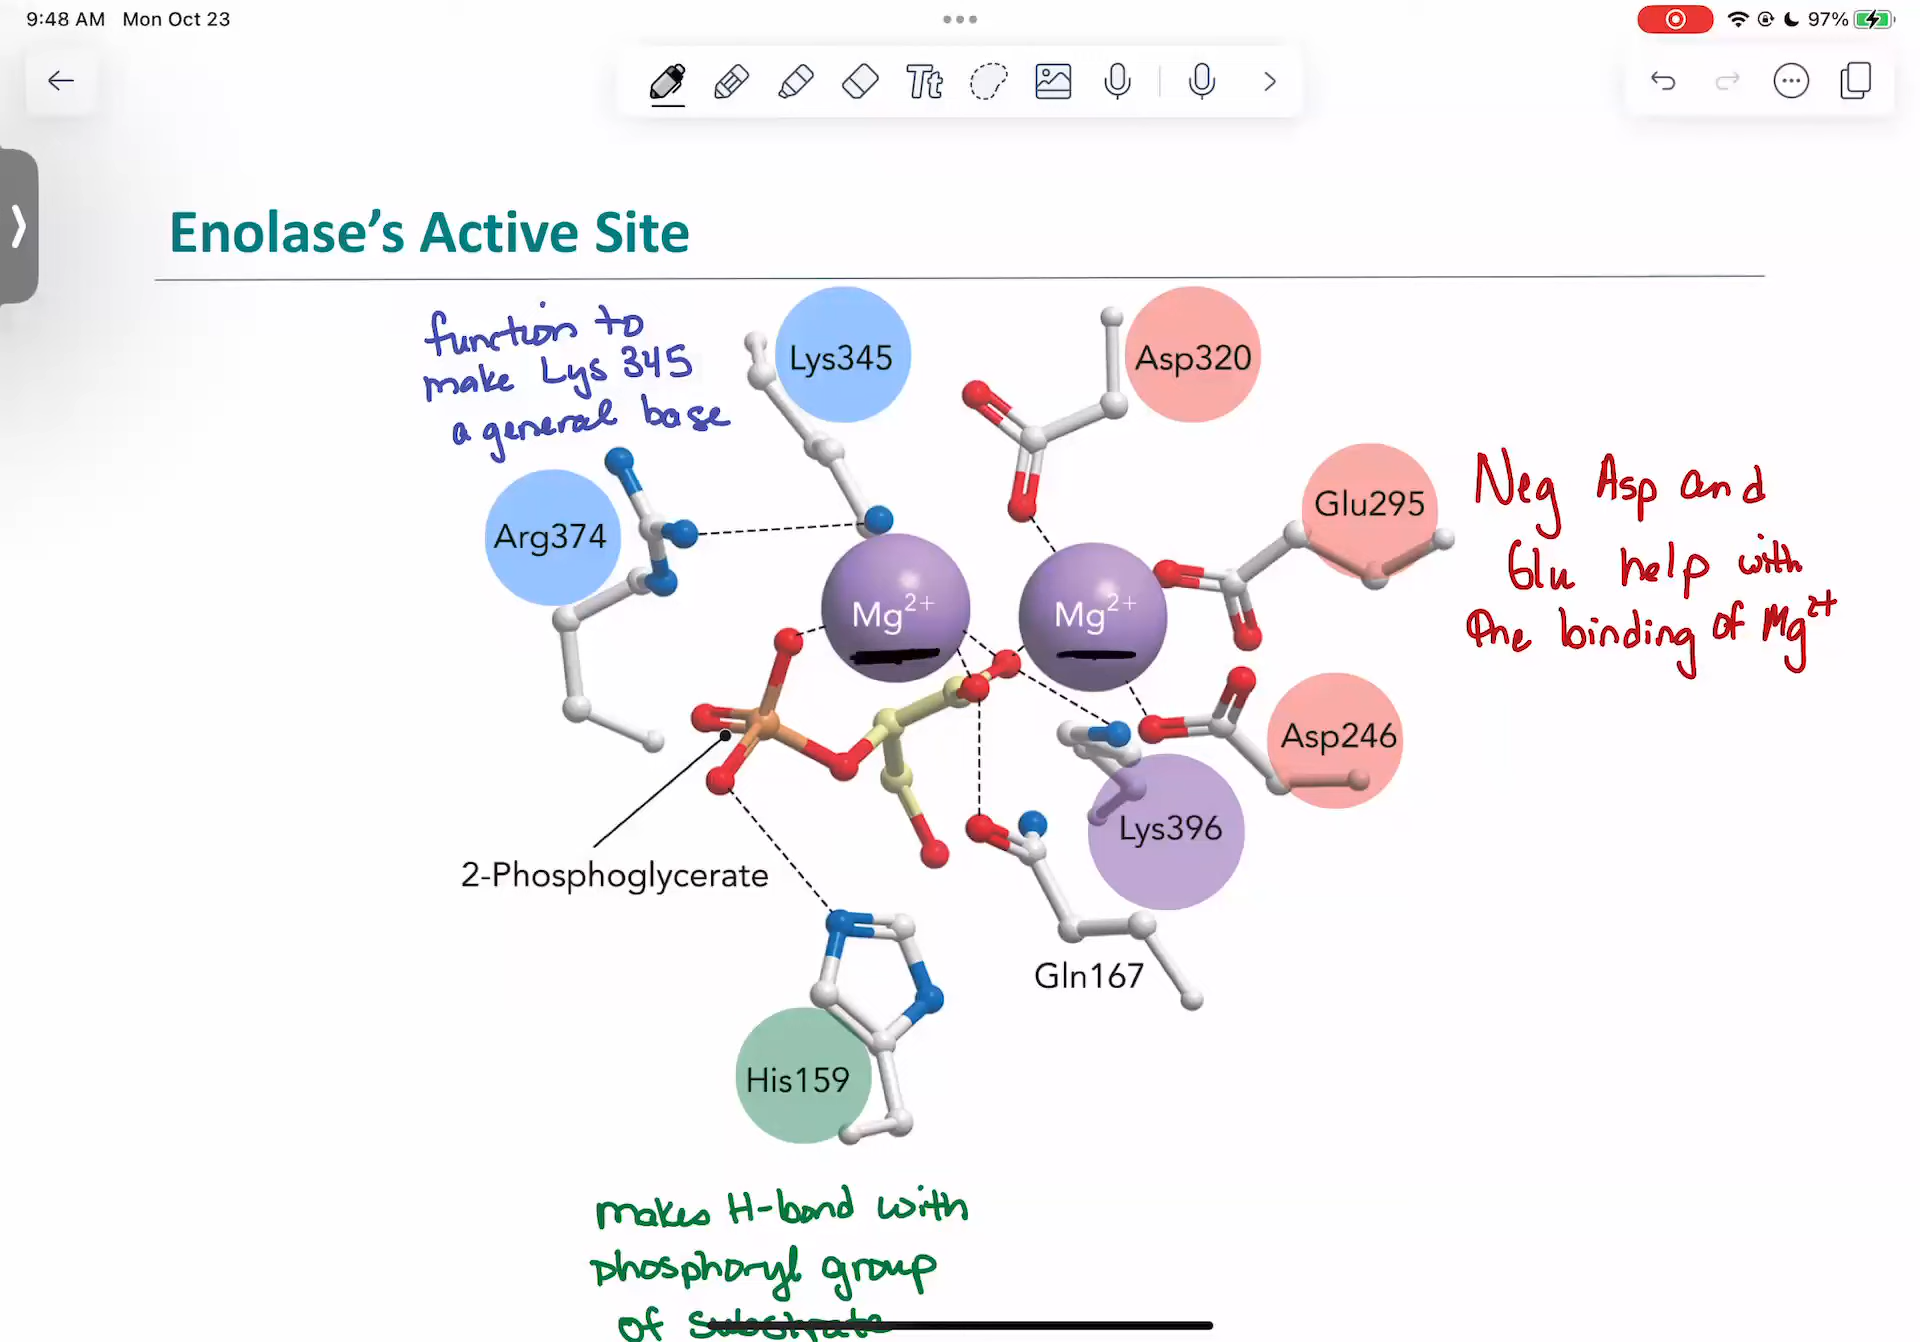 9:48 AM Mon Oct 23
97%
Tt
Enolase's Active Site
function to
make Lys 345
a general base
Lys345
Asp320
Arg374
Glu295
Neg Asp and
Glu help with
the binding of Mg2+
Mg2+
Mg2+
Asp246
Lys396
2-Phosphoglycerate
Gln167
His159
makes H-bond with
phosphoryl group
of substrate